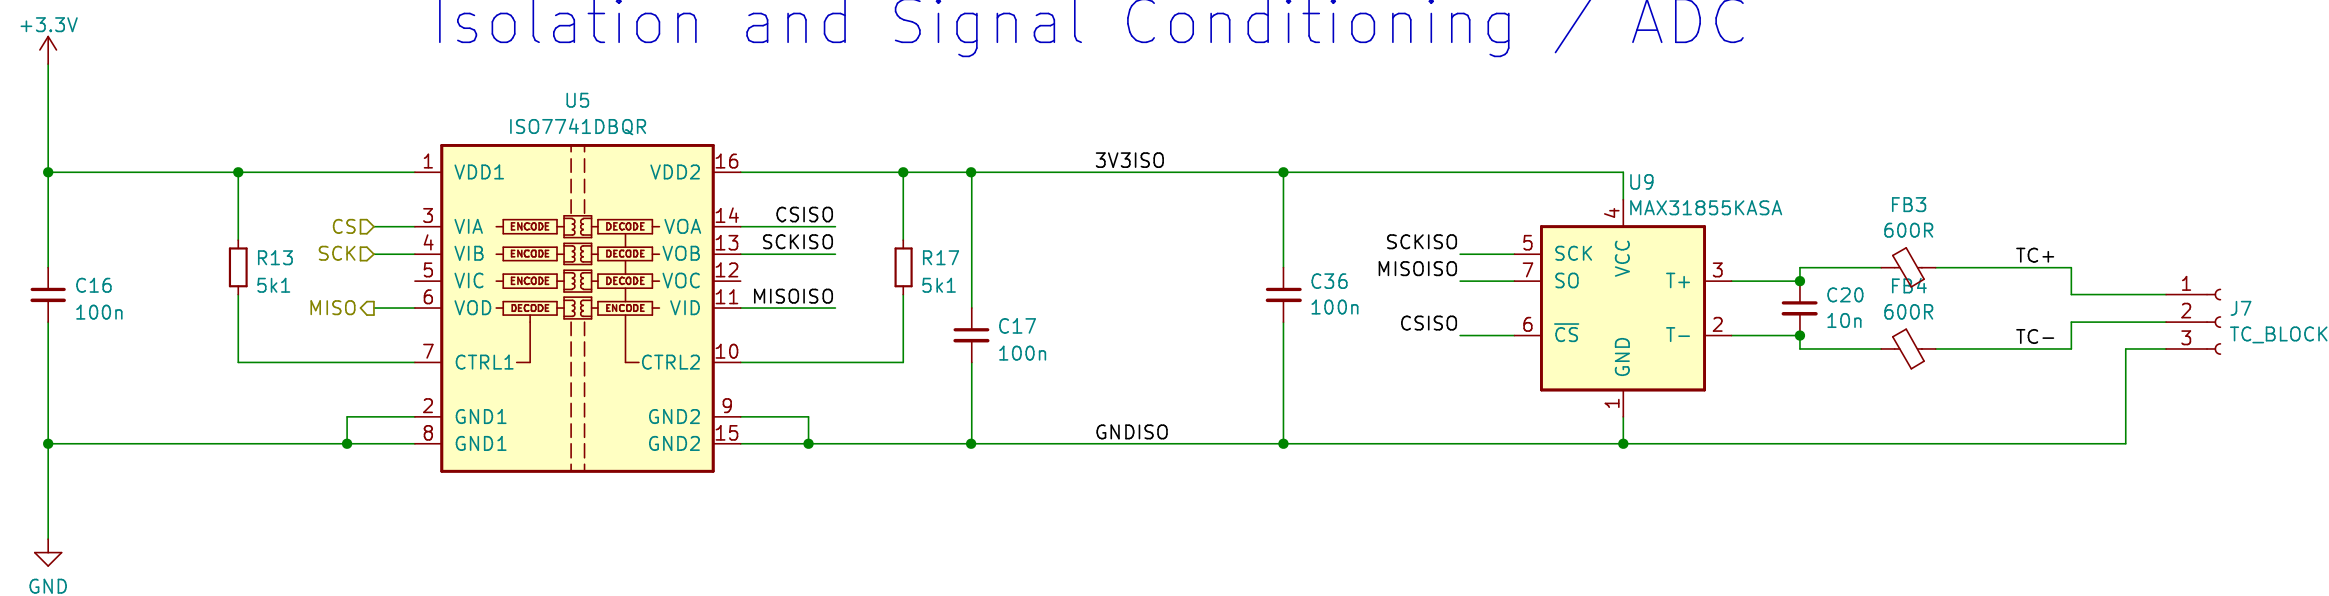 Isolation and Signal Conditioning / ADC
+3.3V
GND
C16
100n
R13
5k1
CS
SCK
MISO
U5
ISO7741DBQR
1 VDD1
3 VIA
4 VIB
5 VIC
6 VOD
7 CTRL1
2 GND1
8 GND1
ENCODE DECODE
ENCODE DECODE
ENCODE DECODE
DECODE ENCODE
VDD2 16
VOA 14
VOB 13
VOC 12
VID 11
CTRL2 10
GND2 9
GND2 15
CSISO
SCKISO
MISOISO
R17
5k1
C17
100n
3V3ISO
GNDISO
C36
100n
SCKISO
MISOISO
CSISO
U9
MAX31855KASA
4 VCC
5 SCK
7 SO
6 CS
T+ 3
T- 2
GND 1
C20
10n
FB3
600R
FB4
600R
TC+
TC-
1
2
3
J7
TC_BLOCK